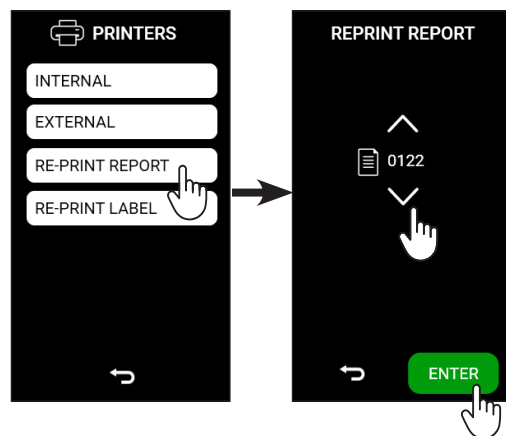 PRINTERS
INTERNAL
EXTERNAL
RE-PRINT REPORT
RE-PRINT LABEL
REPRINT REPORT
0122
ENTER